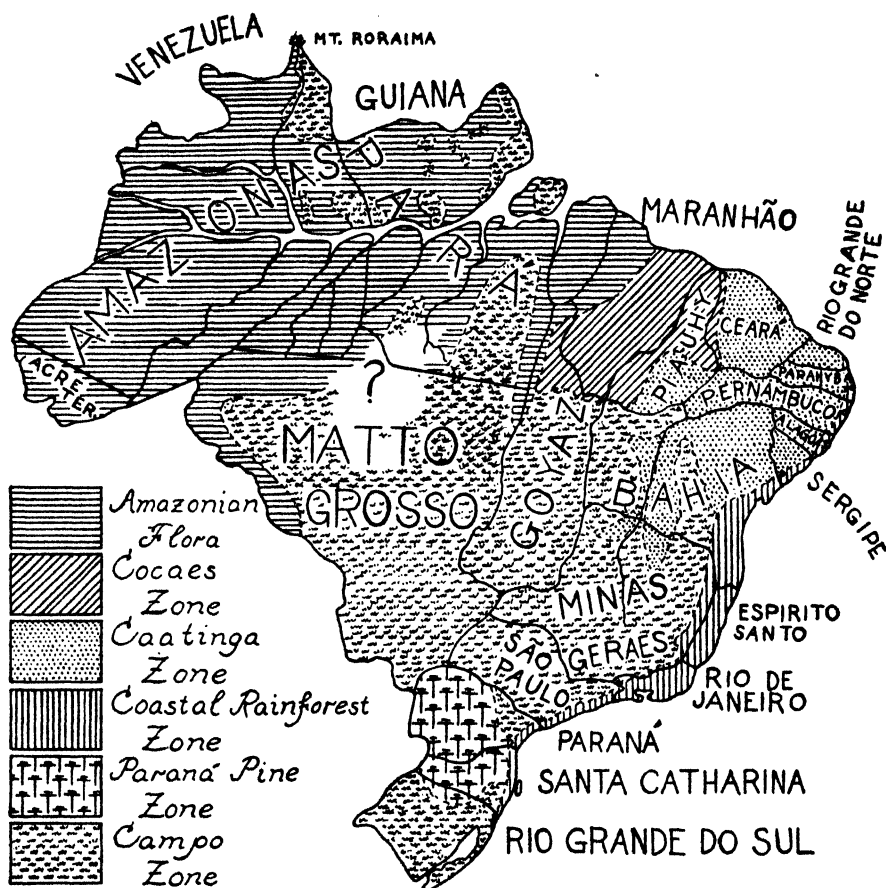 VENEZUELA
MT. RORAIMA
GUIANA
AMAZONAS
PARÁ
MARANHÃO
RIO GRANDE
DO NORTE
CEARÁ
PIAUHY
PARAHYBA
PERNAMBUCO
ALAGOAS
ACRE
TER.
?
MATTO
GROSSO
GOYAZ
BAHIA
SERGIPE
MINAS
GERAES
ESPIRITO
SANTO
SÃO
PAULO
RIO DE
JANEIRO
PARANÁ
SANTA CATHARINA
RIO GRANDE DO SUL
Amazonian
Flora
Cocaes
Zone
Caatinga
Zone
Coastal Rainforest
Zone
Paraná Pine
Zone
Campo
Zone